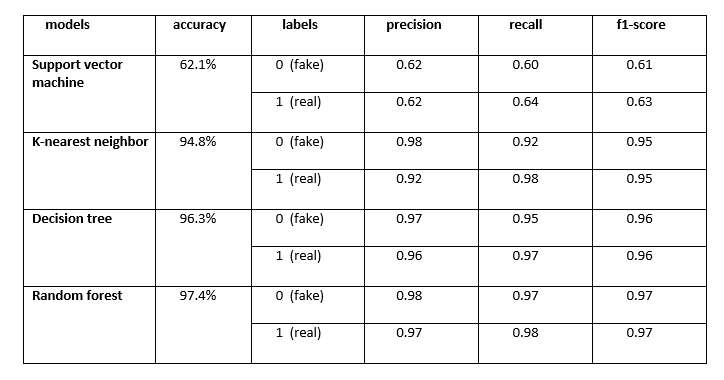 models accuracy labels precision recall f1-score
Support vector machine 62.1% 0 (fake) 0.62 0.60 0.61
1 (real) 0.62 0.64 0.63
K-nearest neighbor 94.8% 0 (fake) 0.98 0.92 0.95
1 (real) 0.92 0.98 0.95
Decision tree 96.3% 0 (fake) 0.97 0.95 0.96
1 (real) 0.96 0.97 0.96
Random forest 97.4% 0 (fake) 0.98 0.97 0.97
1 (real) 0.97 0.98 0.97